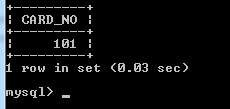 +---------+
¦ CARD_NO ¦
+---------+
¦     101 ¦
+---------+
1 row in set (0.03 sec)
mysql> _